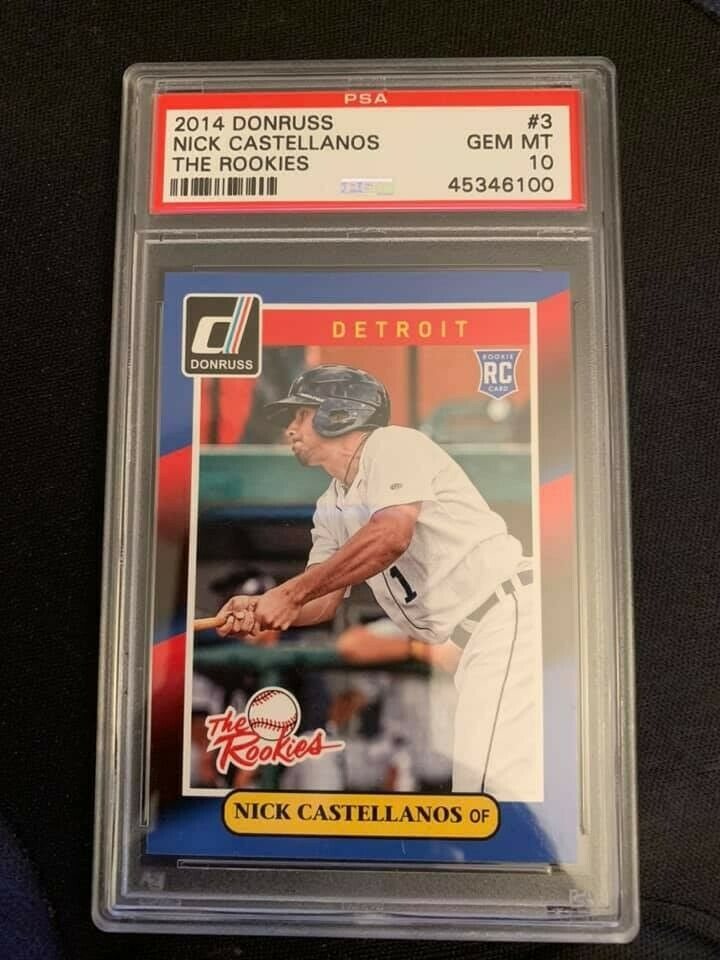 PSA
2014 DONRUSS #3
NICK CASTELLANOS GEM MT
THE ROOKIES 10
45346100
DONRUSS
DETROIT
ROOKIE
RC
CARD
1
The
Rookies
NICK CASTELLANOS OF